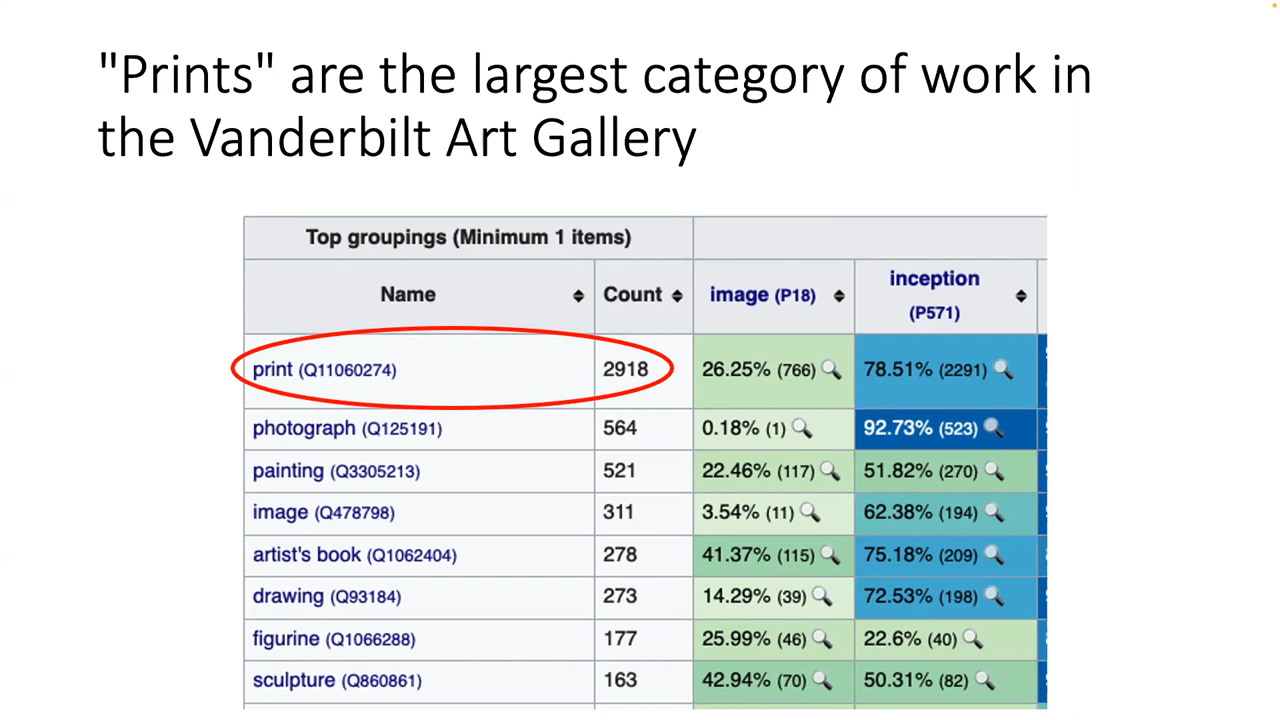 "Prints" are the largest category of work in
the Vanderbilt Art Gallery
Top groupings (Minimum 1 items)
Name Count image (P18) inception (P571)
print (Q11060274) 2918 26.25% (766) 78.51% (2291)
photograph (Q125191) 564 0.18% (1) 92.73% (523)
painting (Q3305213) 521 22.46% (117) 51.82% (270)
image (Q478798) 311 3.54% (11) 62.38% (194)
artist's book (Q1062404) 278 41.37% (115) 75.18% (209)
drawing (Q93184) 273 14.29% (39) 72.53% (198)
figurine (Q1066288) 177 25.99% (46) 22.6% (40)
sculpture (Q860861) 163 42.94% (70) 50.31% (82)